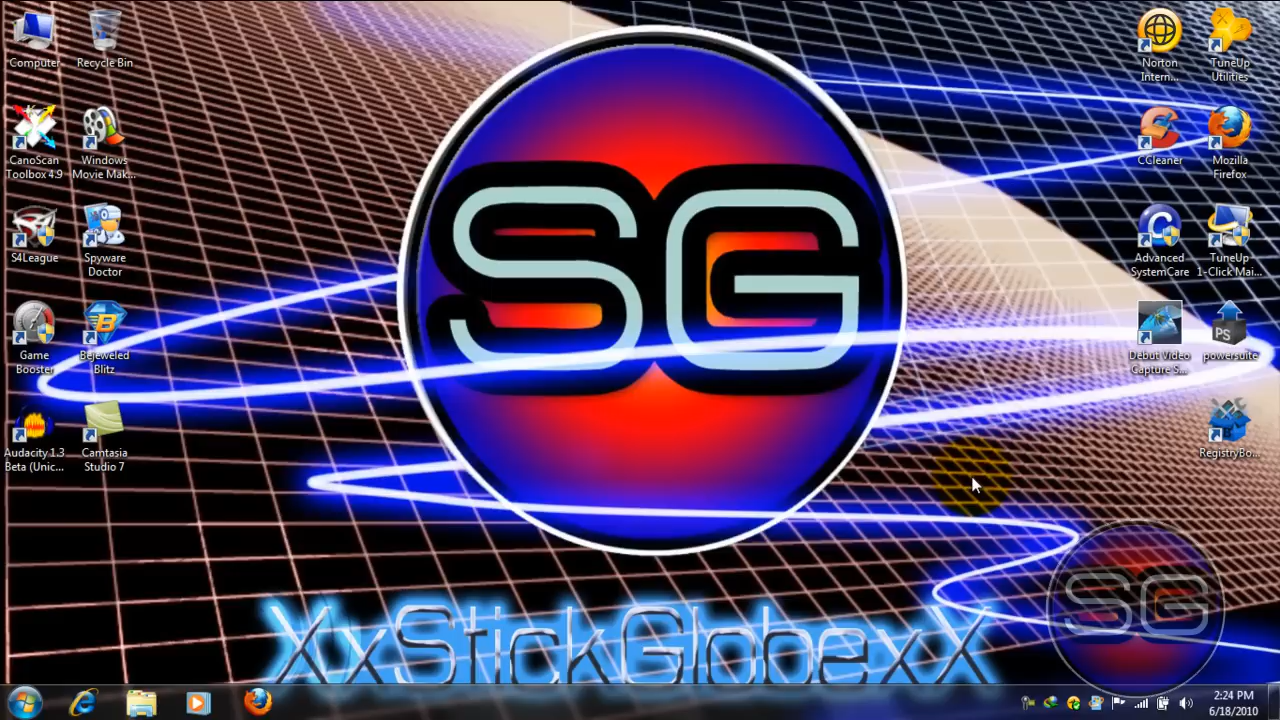 Computer
Recycle Bin
CanoScan
Toolbox 4.9
Windows
Movie Mak...
S4League
Spyware
Doctor
Game
Booster
Bejeweled
Blitz
Audacity 1.3
Beta (Unic...
Camtasia
Studio 7
SG
XxStickGlobexX
Norton
Intern...
TuneUp
Utilities
CCleaner
Mozilla
Firefox
Advanced
SystemCare
TuneUp
1-Click Mai...
Debut Video
Capture S...
PS
powersuite
RegistryBo...
SG
2:24 PM
6/18/2010